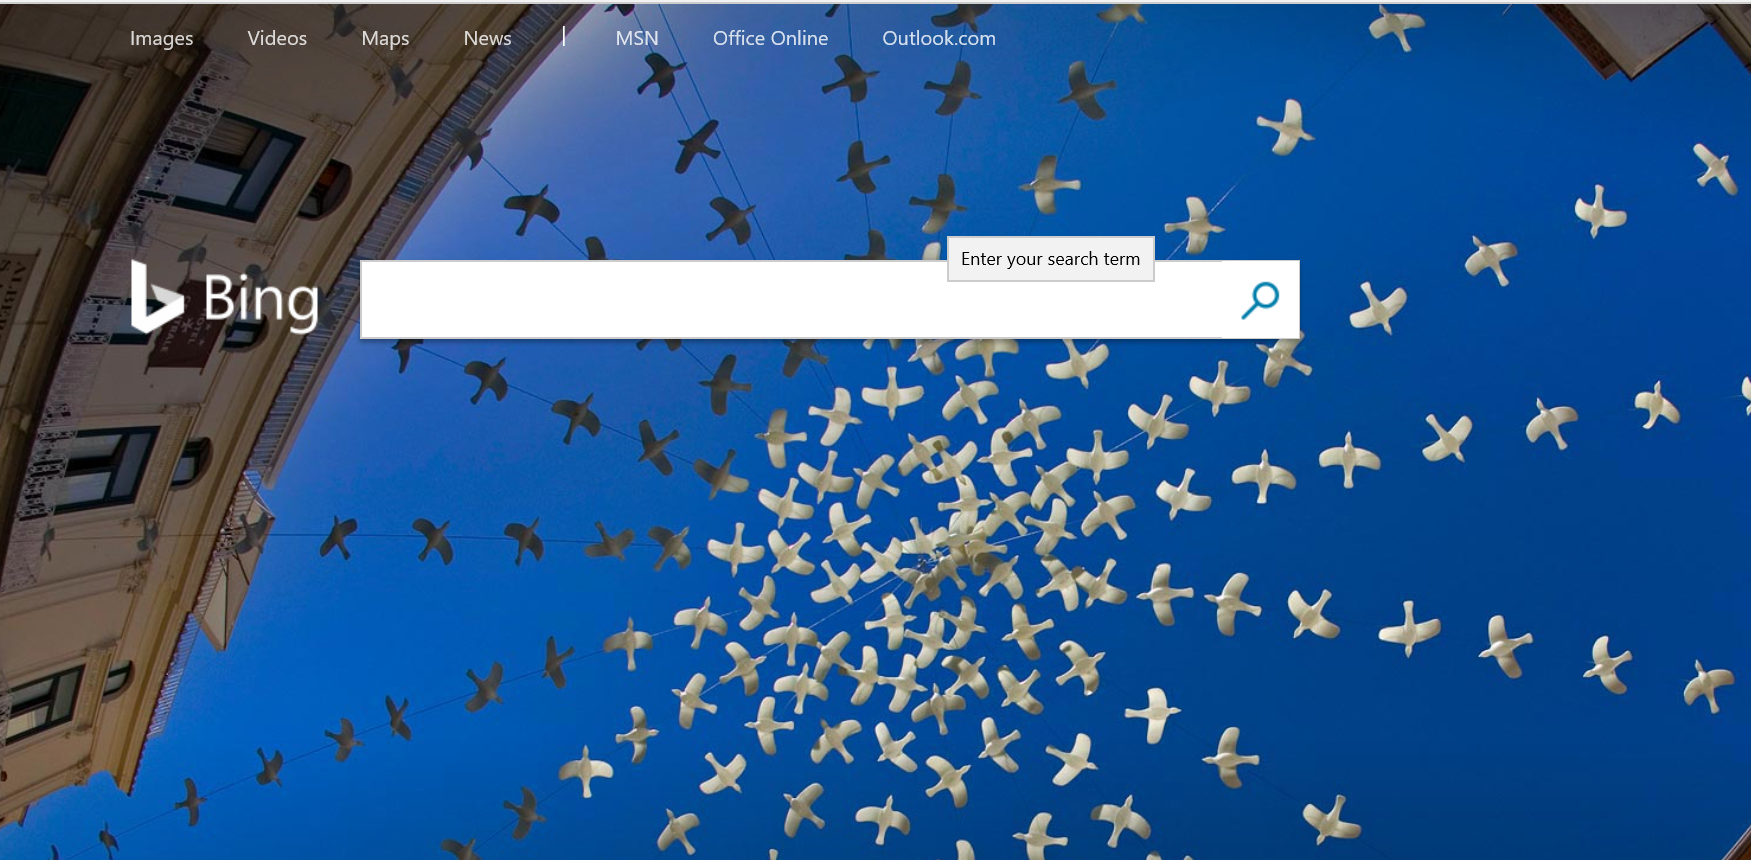 Images Videos Maps News | MSN Office Online Outlook.com
Enter your search term
Bing